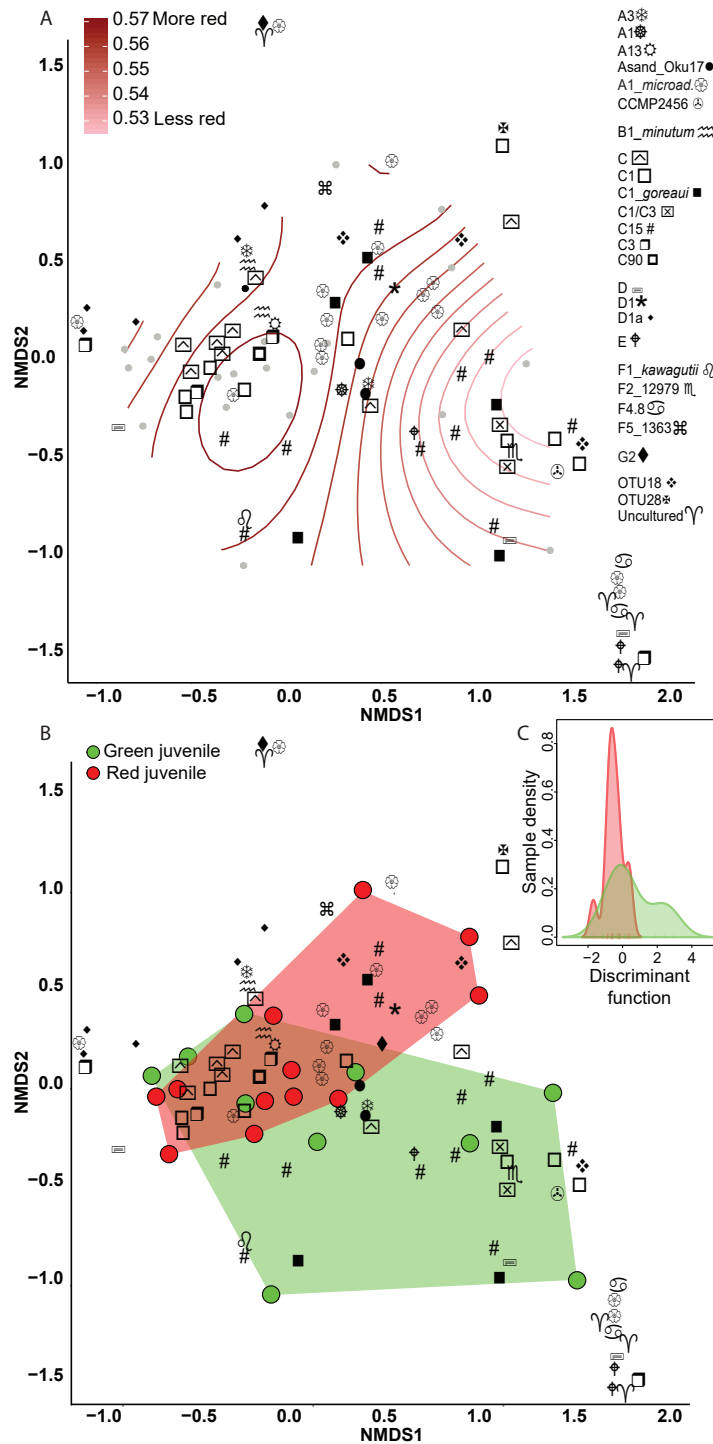 A
0.57 More red
0.56
0.55
0.54
0.53 Less red
A3
A1
A13
Asand_Oku17
A1_microad.
CCMP2456
B1_minutum
C
C1
C1_goreaui
C1/C3
C15 #
C3
C90
D
D1
D1a
E
F1_kawagutii
F2_12979
F4.8
F5_1363
G2
OTU18
OTU28
Uncultured
NMDS2
1.5
1.0
0.5
0.0
−0.5
−1.0
−1.5
−1.0 −0.5 0.0 0.5 1.0 1.5 2.0
NMDS1
B
Green juvenile
Red juvenile
NMDS2
1.5
1.0
0.5
0.0
−0.5
−1.0
−1.5
−1.0 −0.5 0.0 0.5 1.0 1.5 2.0
NMDS1
C
Sample density
0.8
0.6
0.4
0.2
0.0
−2 0 2 4
Discriminant
function